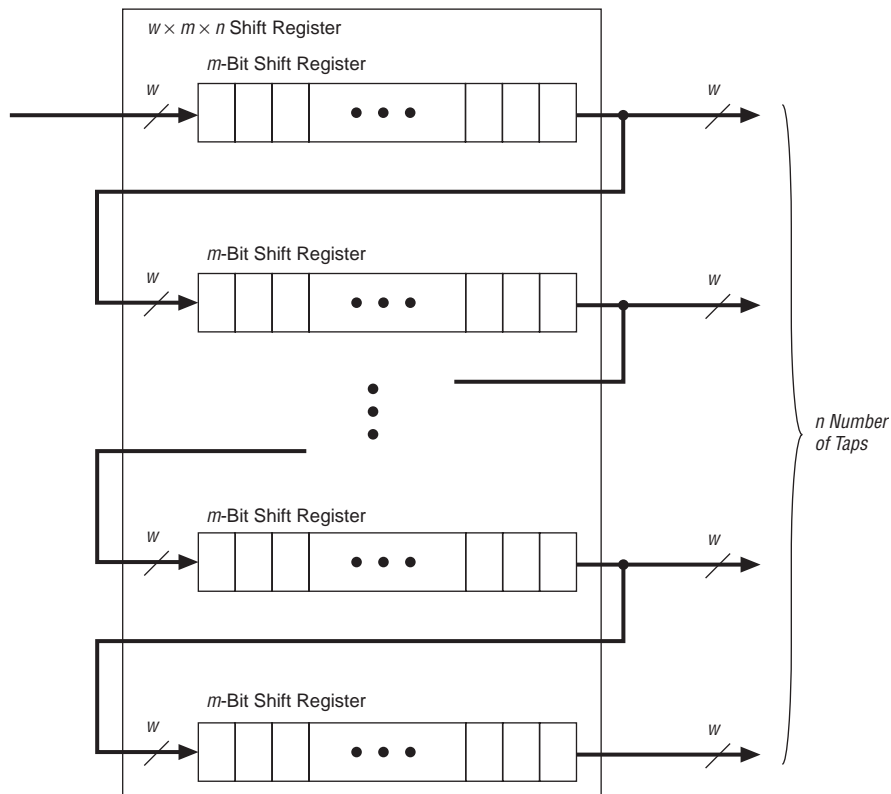 w × m × n Shift Register
m-Bit Shift Register
w
w
m-Bit Shift Register
w
w
n Number
of Taps
m-Bit Shift Register
w
w
m-Bit Shift Register
w
w